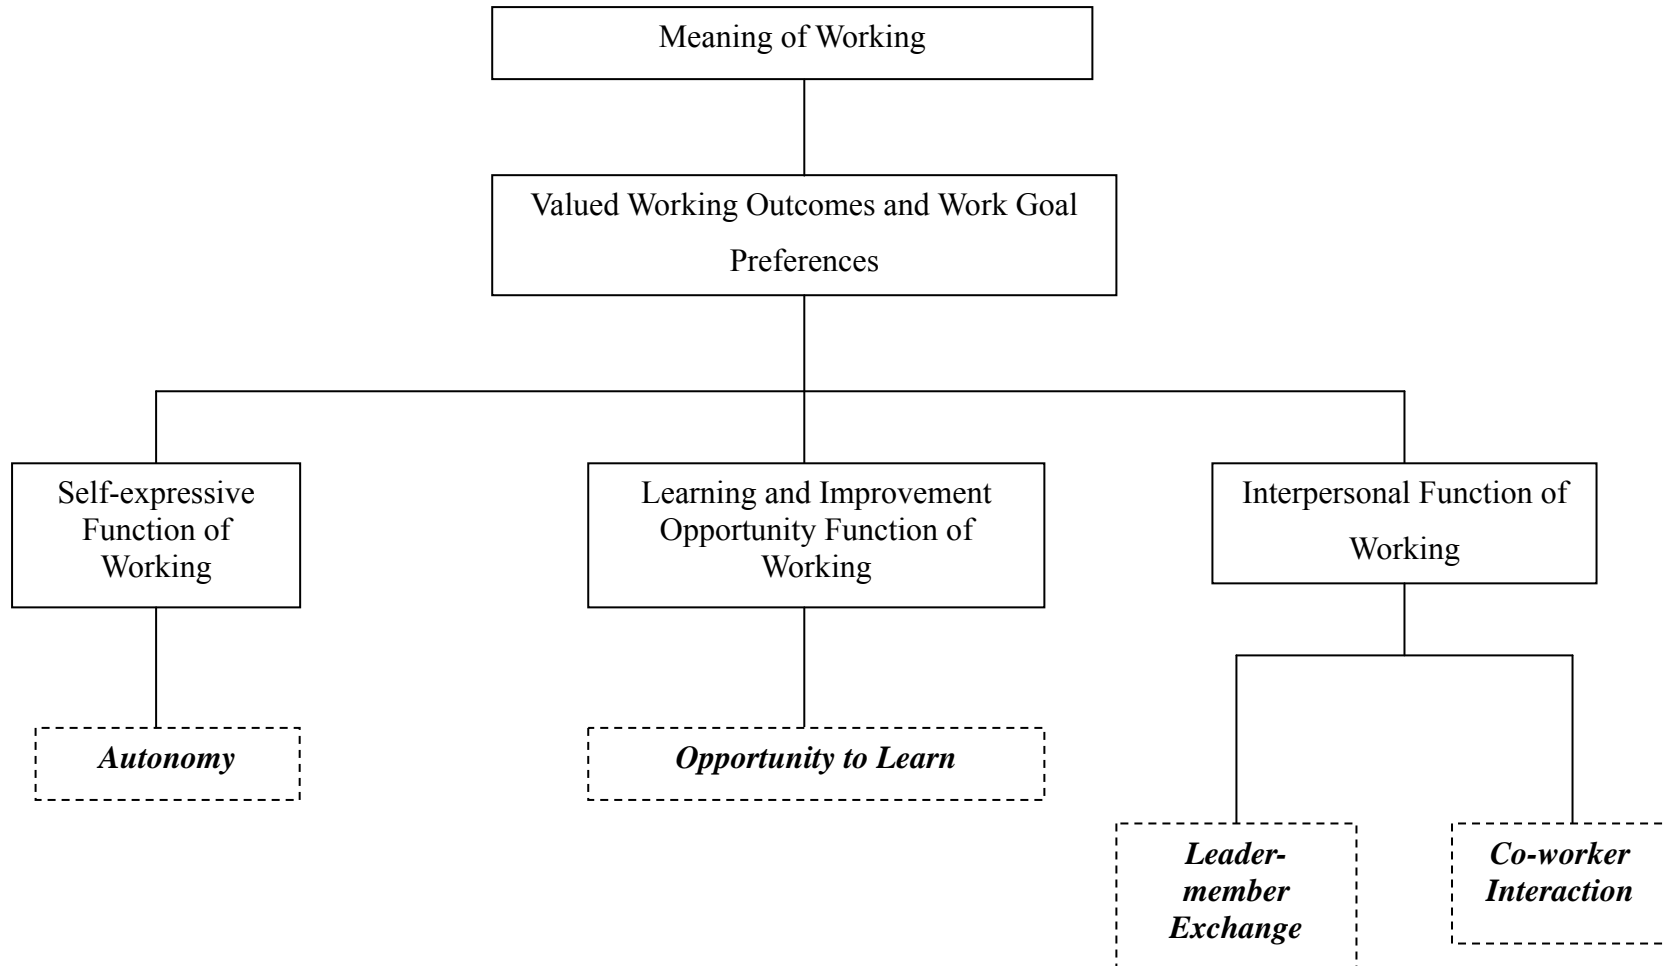 Meaning of Working
Valued Working Outcomes and Work Goal
Preferences
Self-expressive
Function of
Working
Learning and Improvement
Opportunity Function of
Working
Interpersonal Function of
Working
Autonomy
Opportunity to Learn
Leader-
member
Exchange
Co-worker
Interaction